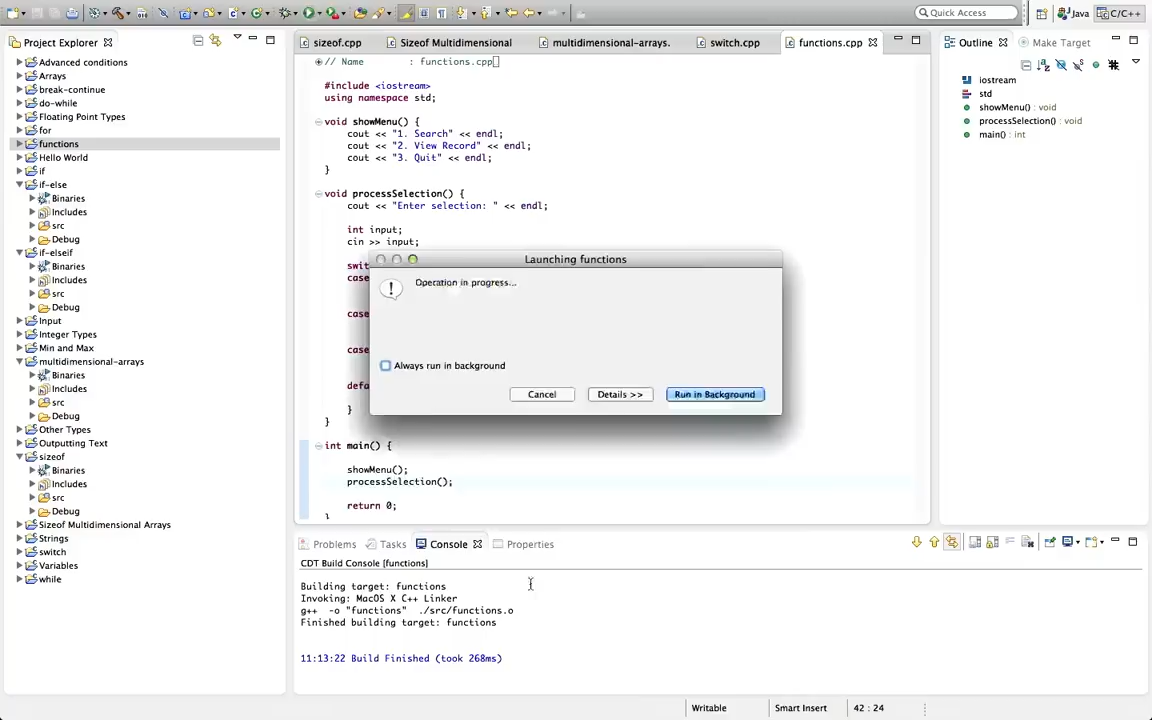 Quick Access
Java
C/C++
Project Explorer
Advanced conditions
Arrays
break-continue
do-while
Floating Point Types
for
functions
Hello World
if
if-else
Binaries
Includes
src
Debug
if-elseif
Binaries
Includes
src
Debug
Input
Integer Types
Min and Max
multidimensional-arrays
Binaries
Includes
src
Debug
Other Types
Outputting Text
sizeof
Binaries
Includes
src
Debug
Sizeof Multidimensional Arrays
Strings
switch
Variables
while
sizeof.cpp
Sizeof Multidimensional
multidimensional-arrays.
switch.cpp
functions.cpp
// Name : functions.cpp
#include <iostream>
using namespace std;
void showMenu() {
cout << "1. Search" << endl;
cout << "2. View Record" << endl;
cout << "3. Quit" << endl;
}
void processSelection() {
cout << "Enter selection: " << endl;
int input;
cin >> input;
swit
case
case
case
defa
}
}
int main() {
showMenu();
processSelection();
return 0;
}
Launching functions
Operation in progress...
Always run in background
Cancel
Details >>
Run in Background
Outline
Make Target
iostream
std
showMenu() : void
processSelection() : void
main() : int
Problems
Tasks
Console
Properties
CDT Build Console [functions]
Building target: functions
Invoking: MacOS X C++ Linker
g++ -o "functions" ./src/functions.o
Finished building target: functions
11:13:22 Build Finished (took 268ms)
Writable
Smart Insert
42 : 24